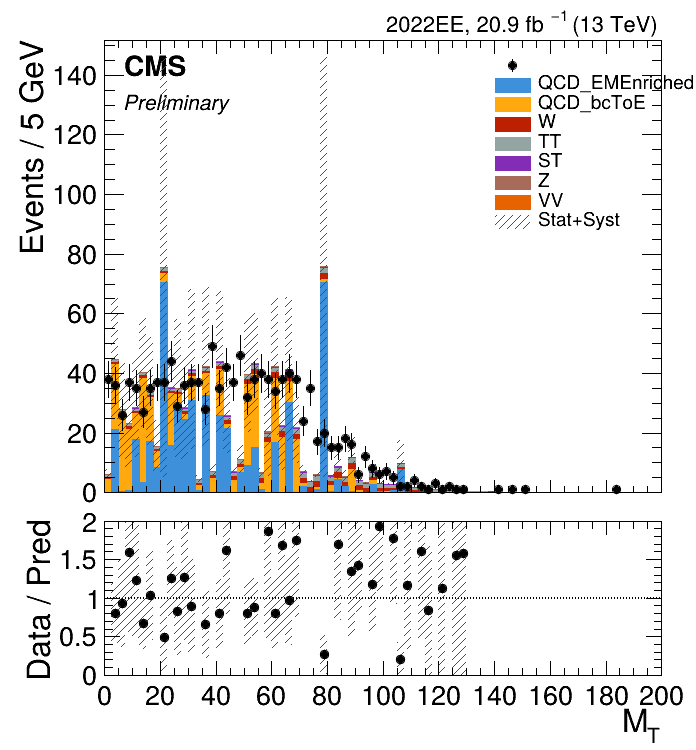 2022EE, 20.9 fb⁻¹ (13 TeV)
CMS
Preliminary
QCD_EMEnriched
QCD_bcToE
W
TT
ST
Z
VV
Stat+Syst
Events / 5 GeV
140
120
100
80
60
40
20
0
Data / Pred
2
1.5
1
0.5
0
0 20 40 60 80 100 120 140 160 180 200
M_T